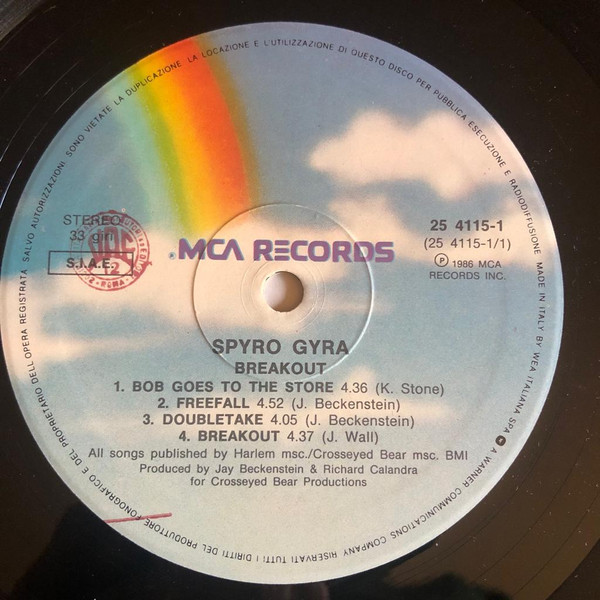 SONO VIETATE LA DUPLICAZIONE. LA LOCAZIONE E L'UTILIZZAZIONE DI QUESTO DISCO PER PUBBLICA ESECUZIONE E RADIODIFFUSIONE
SALVO AUTORIZZAZIONI.
MADE IN ITALY BY WEA ITALIANA SPA
A WARNER COMMUNICATIONS COMPANY RISERVATI TUTTI I DIRITTI DEL PRODUTTORE FONOGRAFICO E DEL PROPRIETARIO DELL'OPERA REGISTRATA
STEREO
33 giri
S.I.A.E.
ROMA
MCA RECORDS
25 4115-1
(25 4115-1/1)
Ⓟ 1986 MCA
RECORDS INC.
SPYRO GYRA
BREAKOUT
1. BOB GOES TO THE STORE 4.36 (K. Stone)
2. FREEFALL 4.52 (J. Beckenstein)
3. DOUBLETAKE 4.05 (J. Beckenstein)
4. BREAKOUT 4.37 (J. Wall)
All songs published by Harlem msc./Crosseyed Bear msc. BMI
Produced by Jay Beckenstein & Richard Calandra
for Crosseyed Bear Productions